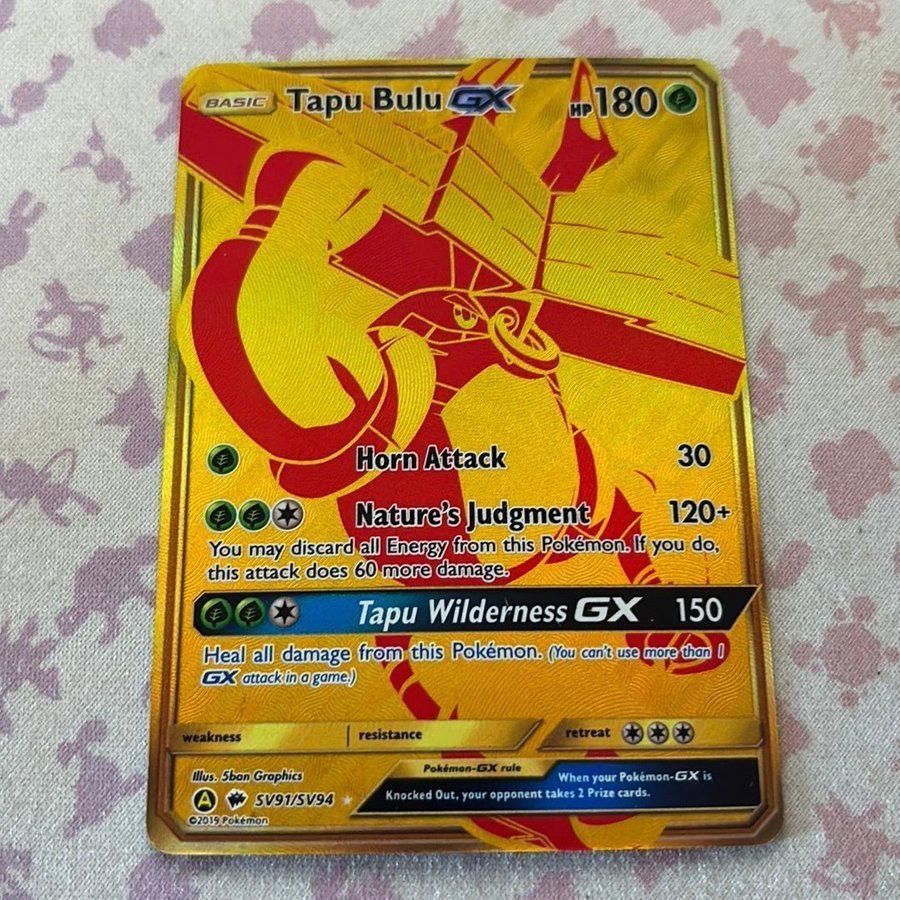 BASIC Tapu Bulu GX HP 180
Horn Attack 30
Nature's Judgment 120+
You may discard all Energy from this Pokémon. If you do,
this attack does 60 more damage.
Tapu Wilderness GX 150
Heal all damage from this Pokémon. (You can't use more than 1
GX attack in a game.)
weakness resistance retreat
Illus. 5ban Graphics
Pokémon-GX rule
When your Pokémon-GX is
Knocked Out, your opponent takes 2 Prize cards.
A SV91/SV94
©2019 Pokémon